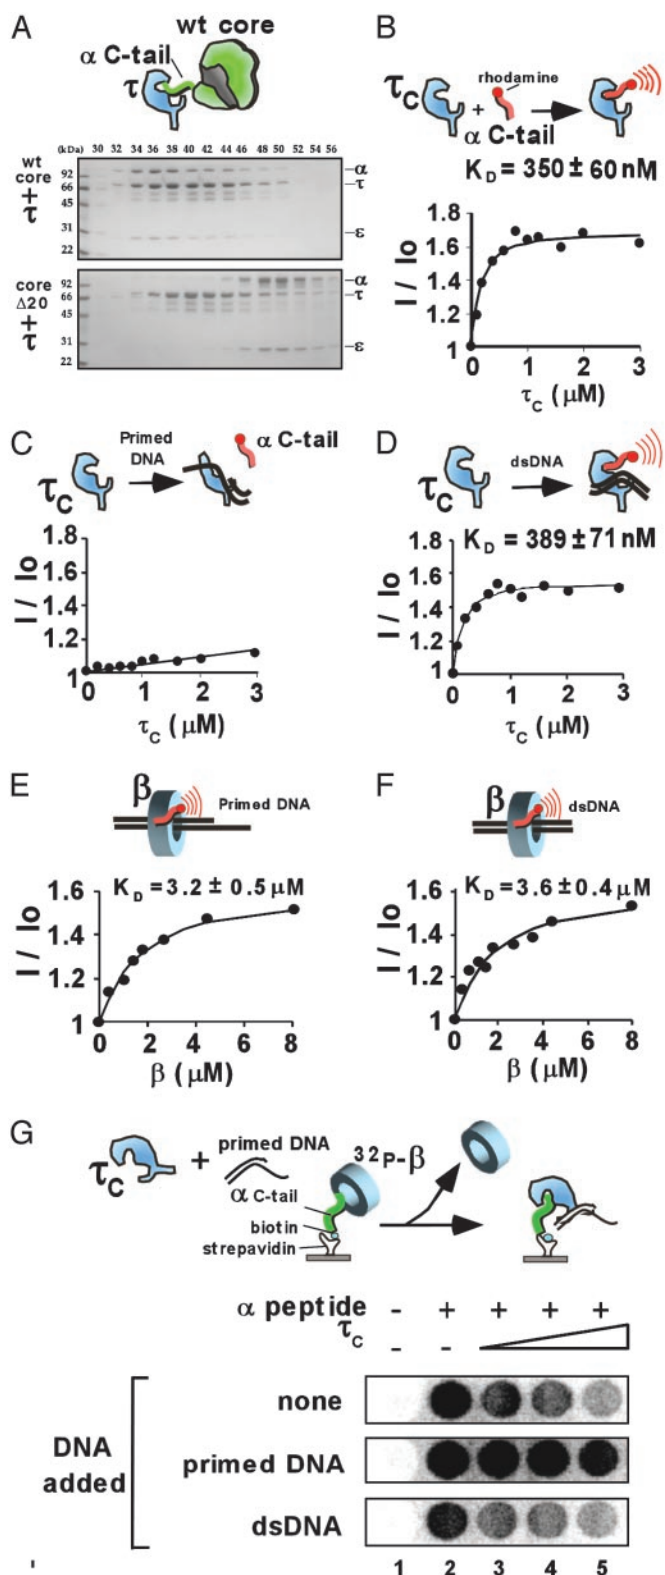 A
wt core
α C-tail
τ
(kDa) 30 32 34 36 38 40 42 44 46 48 50 52 54 56
wt core + τ
92
66
45
31
22
-α
-τ
-ε
core Δ20 + τ
92
66
45
31
22
-α
-τ
-ε
B
τC
+
rhodamine
α C-tail
KD = 350 ± 60 nM
I / Io
1.8
1.6
1.4
1.2
1
0 1 2 3
τC (μM)
C
τC
Primed DNA
α C-tail
I / Io
1.8
1.6
1.4
1.2
1
0 1 2 3
τC (μM)
D
τC
dsDNA
KD = 389 ± 71 nM
I / Io
1.8
1.6
1.4
1.2
1
0 1 2 3
τC (μM)
E
β
Primed DNA
KD = 3.2 ± 0.5 μM
I / Io
1.6
1.4
1.2
1
0 2 4 6 8
β (μM)
F
β
dsDNA
KD = 3.6 ± 0.4 μM
I / Io
1.6
1.4
1.2
1
0 2 4 6 8
β (μM)
G
τC
+
primed DNA
32P-β
α C-tail
biotin
strepavidin
α peptide - + + + +
τC - -
DNA added
none
primed DNA
dsDNA
1 2 3 4 5